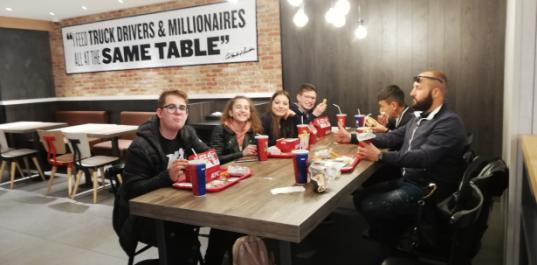 “I FEED TRUCK DRIVERS & MILLIONAIRES
ALL AT THE SAME TABLE”